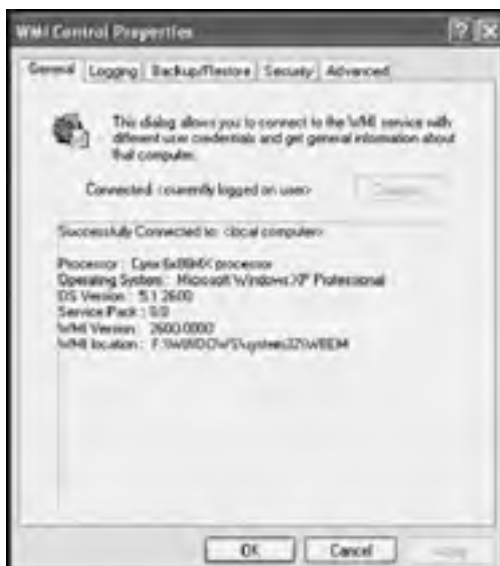 WMI Control Properties
General Logging Backup/Restore Security Advanced
This dialog allows you to connect to the WMI service with
different user credentials and get general information about
that computer.
Connected: <currently logged on user>
Successfully Connected to: <local computer>
Processor : Cyrix 6x86MX processor
Operating System : Microsoft Windows XP Professional
OS Version : 5.1.2600
Service Pack : 0.0
WMI Version : 2600.0000
WMI location : F:\WINDOWS\system32\WBEM
OK Cancel